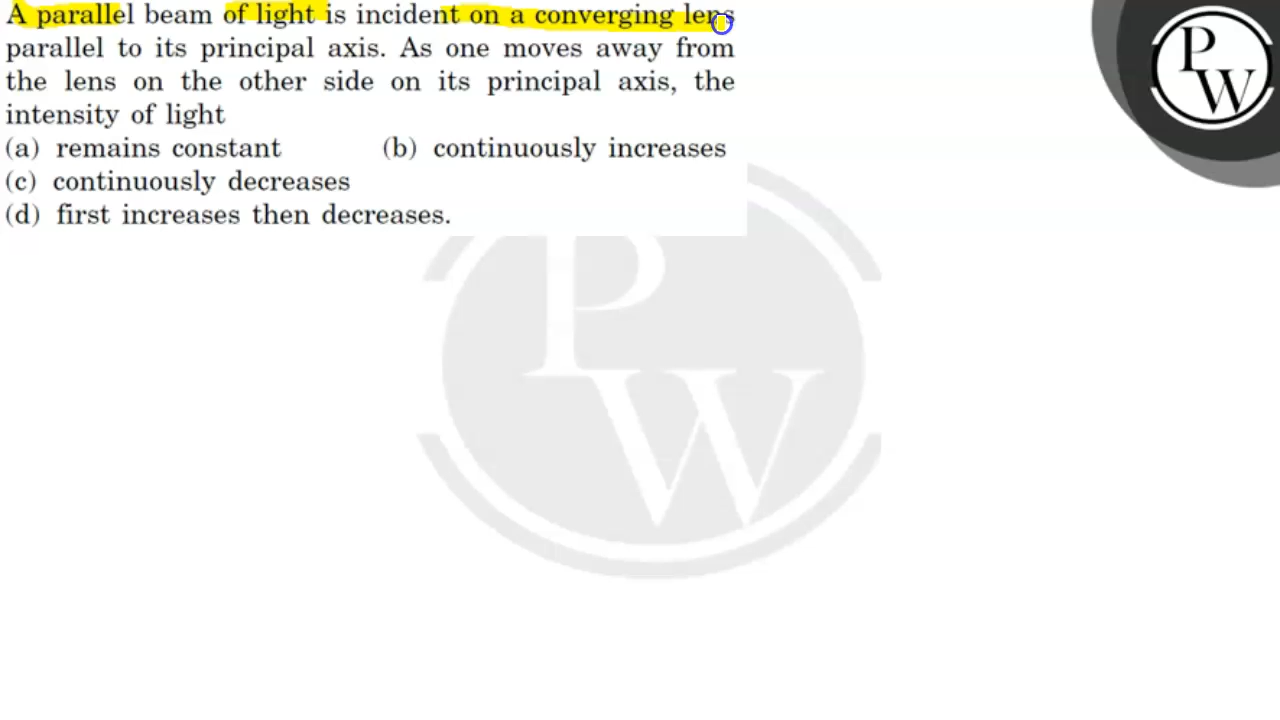 A parallel beam of light is incident on a converging lens
parallel to its principal axis. As one moves away from
the lens on the other side on its principal axis, the
intensity of light
(a) remains constant (b) continuously increases
(c) continuously decreases
(d) first increases then decreases.
P
W
P
W